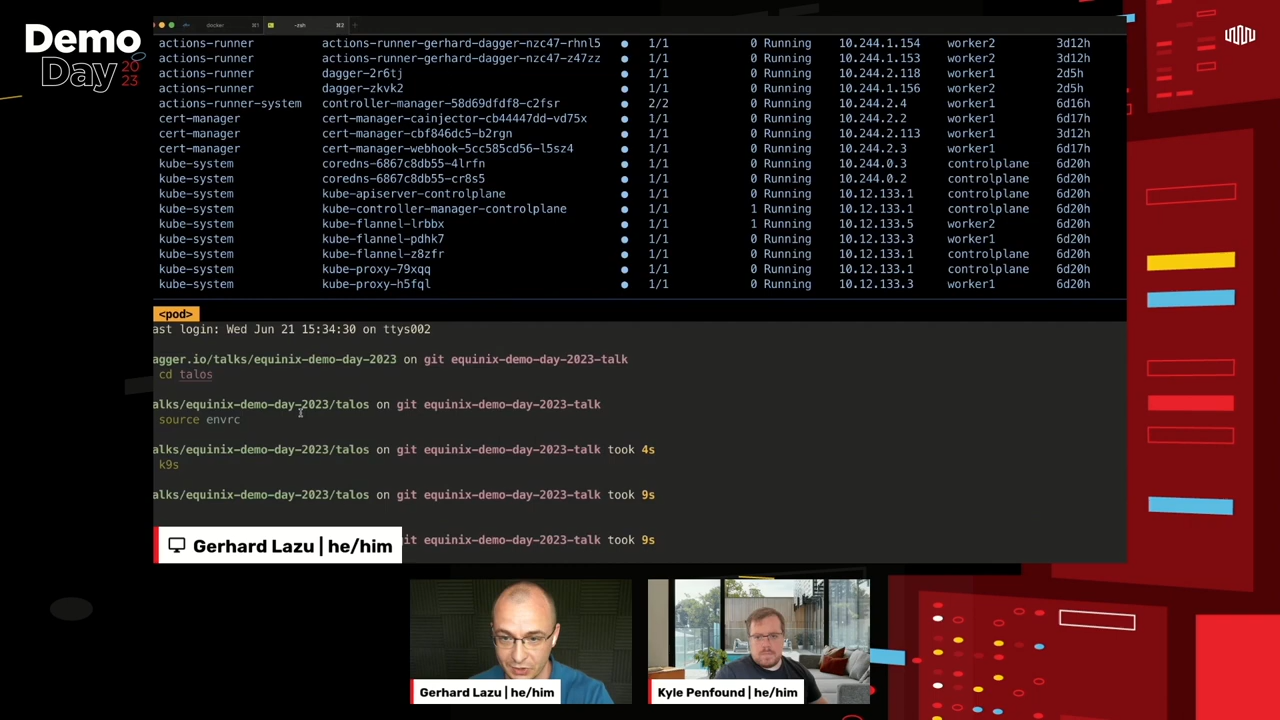 Demo
Day 20
23
docker ⌘1 -zsh ⌘2 +
actions-runner actions-runner-gerhard-dagger-nzc47-rhnl5 ● 1/1 0 Running 10.244.1.154 worker2 3d12h
actions-runner actions-runner-gerhard-dagger-nzc47-z47zz ● 1/1 0 Running 10.244.1.153 worker2 3d12h
actions-runner dagger-2r6tj ● 1/1 0 Running 10.244.2.118 worker1 2d5h
actions-runner dagger-zkvk2 ● 1/1 0 Running 10.244.1.156 worker2 2d5h
actions-runner-system controller-manager-58d69dfdf8-c2fsr ● 2/2 0 Running 10.244.2.4 worker1 6d16h
cert-manager cert-manager-cainjector-cb44447dd-vd75x ● 1/1 0 Running 10.244.2.2 worker1 6d17h
cert-manager cert-manager-cbf846dc5-b2rgn ● 1/1 0 Running 10.244.2.113 worker1 3d12h
cert-manager cert-manager-webhook-5cc585cd56-l5sz4 ● 1/1 0 Running 10.244.2.3 worker1 6d17h
kube-system coredns-6867c8db55-4lrfn ● 1/1 0 Running 10.244.0.3 controlplane 6d20h
kube-system coredns-6867c8db55-cr8s5 ● 1/1 0 Running 10.244.0.2 controlplane 6d20h
kube-system kube-apiserver-controlplane ● 1/1 0 Running 10.12.133.1 controlplane 6d20h
kube-system kube-controller-manager-controlplane ● 1/1 1 Running 10.12.133.1 controlplane 6d20h
kube-system kube-flannel-lrbbx ● 1/1 1 Running 10.12.133.5 worker2 6d20h
kube-system kube-flannel-pdhk7 ● 1/1 0 Running 10.12.133.3 worker1 6d20h
kube-system kube-flannel-z8zfr ● 1/1 0 Running 10.12.133.1 controlplane 6d20h
kube-system kube-proxy-79xqq ● 1/1 0 Running 10.12.133.1 controlplane 6d20h
kube-system kube-proxy-h5fql ● 1/1 0 Running 10.12.133.3 worker1 6d20h
<pod>
ast login: Wed Jun 21 15:34:30 on ttys002
agger.io/talks/equinix-demo-day-2023 on git equinix-demo-day-2023-talk
cd talos
alks/equinix-demo-day-2023/talos on git equinix-demo-day-2023-talk
source envrc
alks/equinix-demo-day-2023/talos on git equinix-demo-day-2023-talk took 4s
k9s
alks/equinix-demo-day-2023/talos on git equinix-demo-day-2023-talk took 9s
git equinix-demo-day-2023-talk took 9s
Gerhard Lazu | he/him
Gerhard Lazu | he/him
Kyle Penfound | he/him